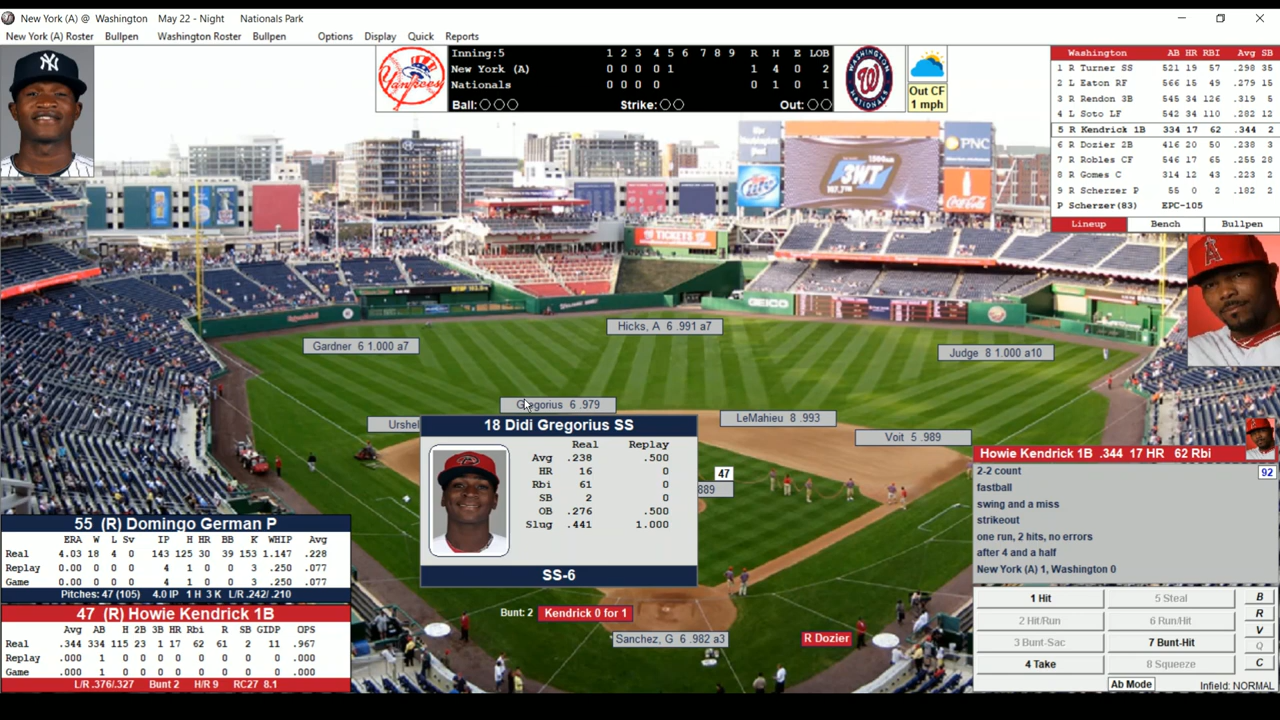 New York (A) @ Washington May 22 - Night Nationals Park
New York (A) Roster Bullpen Washington Roster Bullpen Options Display Quick Reports
Inning:5 1 2 3 4 5 6 7 8 9 R H E LOB
New York (A) 0 0 0 0 1 1 4 0 2
Nationals 0 0 0 0 0 1 0 1
Ball: Strike: Out:
Yankees
WASHINGTON NATIONALS
W
Out CF
1 mph
Washington AB HR RBI Avg SB
1 R Turner SS 521 19 57 .298 35
2 L Eaton RF 566 15 49 .279 15
3 R Rendon 3B 545 34 126 .319 5
4 L Soto LF 542 34 110 .282 12
5 R Kendrick 1B 334 17 62 .344 2
6 R Dozier 2B 416 20 50 .238 3
7 R Robles CF 546 17 65 .255 28
8 R Gomes C 314 12 43 .223 2
9 R Scherzer P 55 0 2 .182 2
P Scherzer(83) EPC-105
Lineup Bench Bullpen
PNC
3WT
107.7FM
Miller Lite
Coca-Cola
TICKETS
GEICO
Hicks, A 6 .991 a7
Gardner 6 1.000 a7
Judge 8 1.000 a10
Gregorius 6 .979
LeMahieu 8 .993
Urshel
Voit 5 .989
47
889
18 Didi Gregorius SS
Real Replay
Avg .238 .500
HR 16 0
Rbi 61 0
SB 2 0
OB .276 .500
Slug .441 1.000
SS-6
Howie Kendrick 1B .344 17 HR 62 Rbi
2-2 count 92
fastball
swing and a miss
strikeout
one run, 2 hits, no errors
after 4 and a half
New York (A) 1, Washington 0
55 (R) Domingo German P
ERA W L Sv IP H HR BB K WHIP Avg
Real 4.03 18 4 0 143 125 30 39 153 1.147 .228
Replay 0.00 0 0 0 4 1 0 0 3 .250 .077
Game 0.00 0 0 0 4 1 0 0 3 .250 .077
Pitches: 47 (105) 4.0 IP 1 H 3 K L/R .242/.210
47 (R) Howie Kendrick 1B
Avg AB H 2B 3B HR Rbi R SB GIDP OPS
Real .344 334 115 23 1 17 62 61 2 11 .967
Replay .000 1 0 0 0 0 0 0 0 0 .000
Game .000 1 0 0 0 0 0 0 0 0 .000
L/R .376/.327 Bunt 2 H/R 9 RC27 8.1
Bunt: 2 Kendrick 0 for 1
Sanchez, G 6 .982 a3
R Dozier
1 Hit 5 Steal B
2 Hit/Run 6 Run/Hit R
3 Bunt-Sac 7 Bunt-Hit V
Q
4 Take 8 Squeeze C
Ab Mode Infield: NORMAL